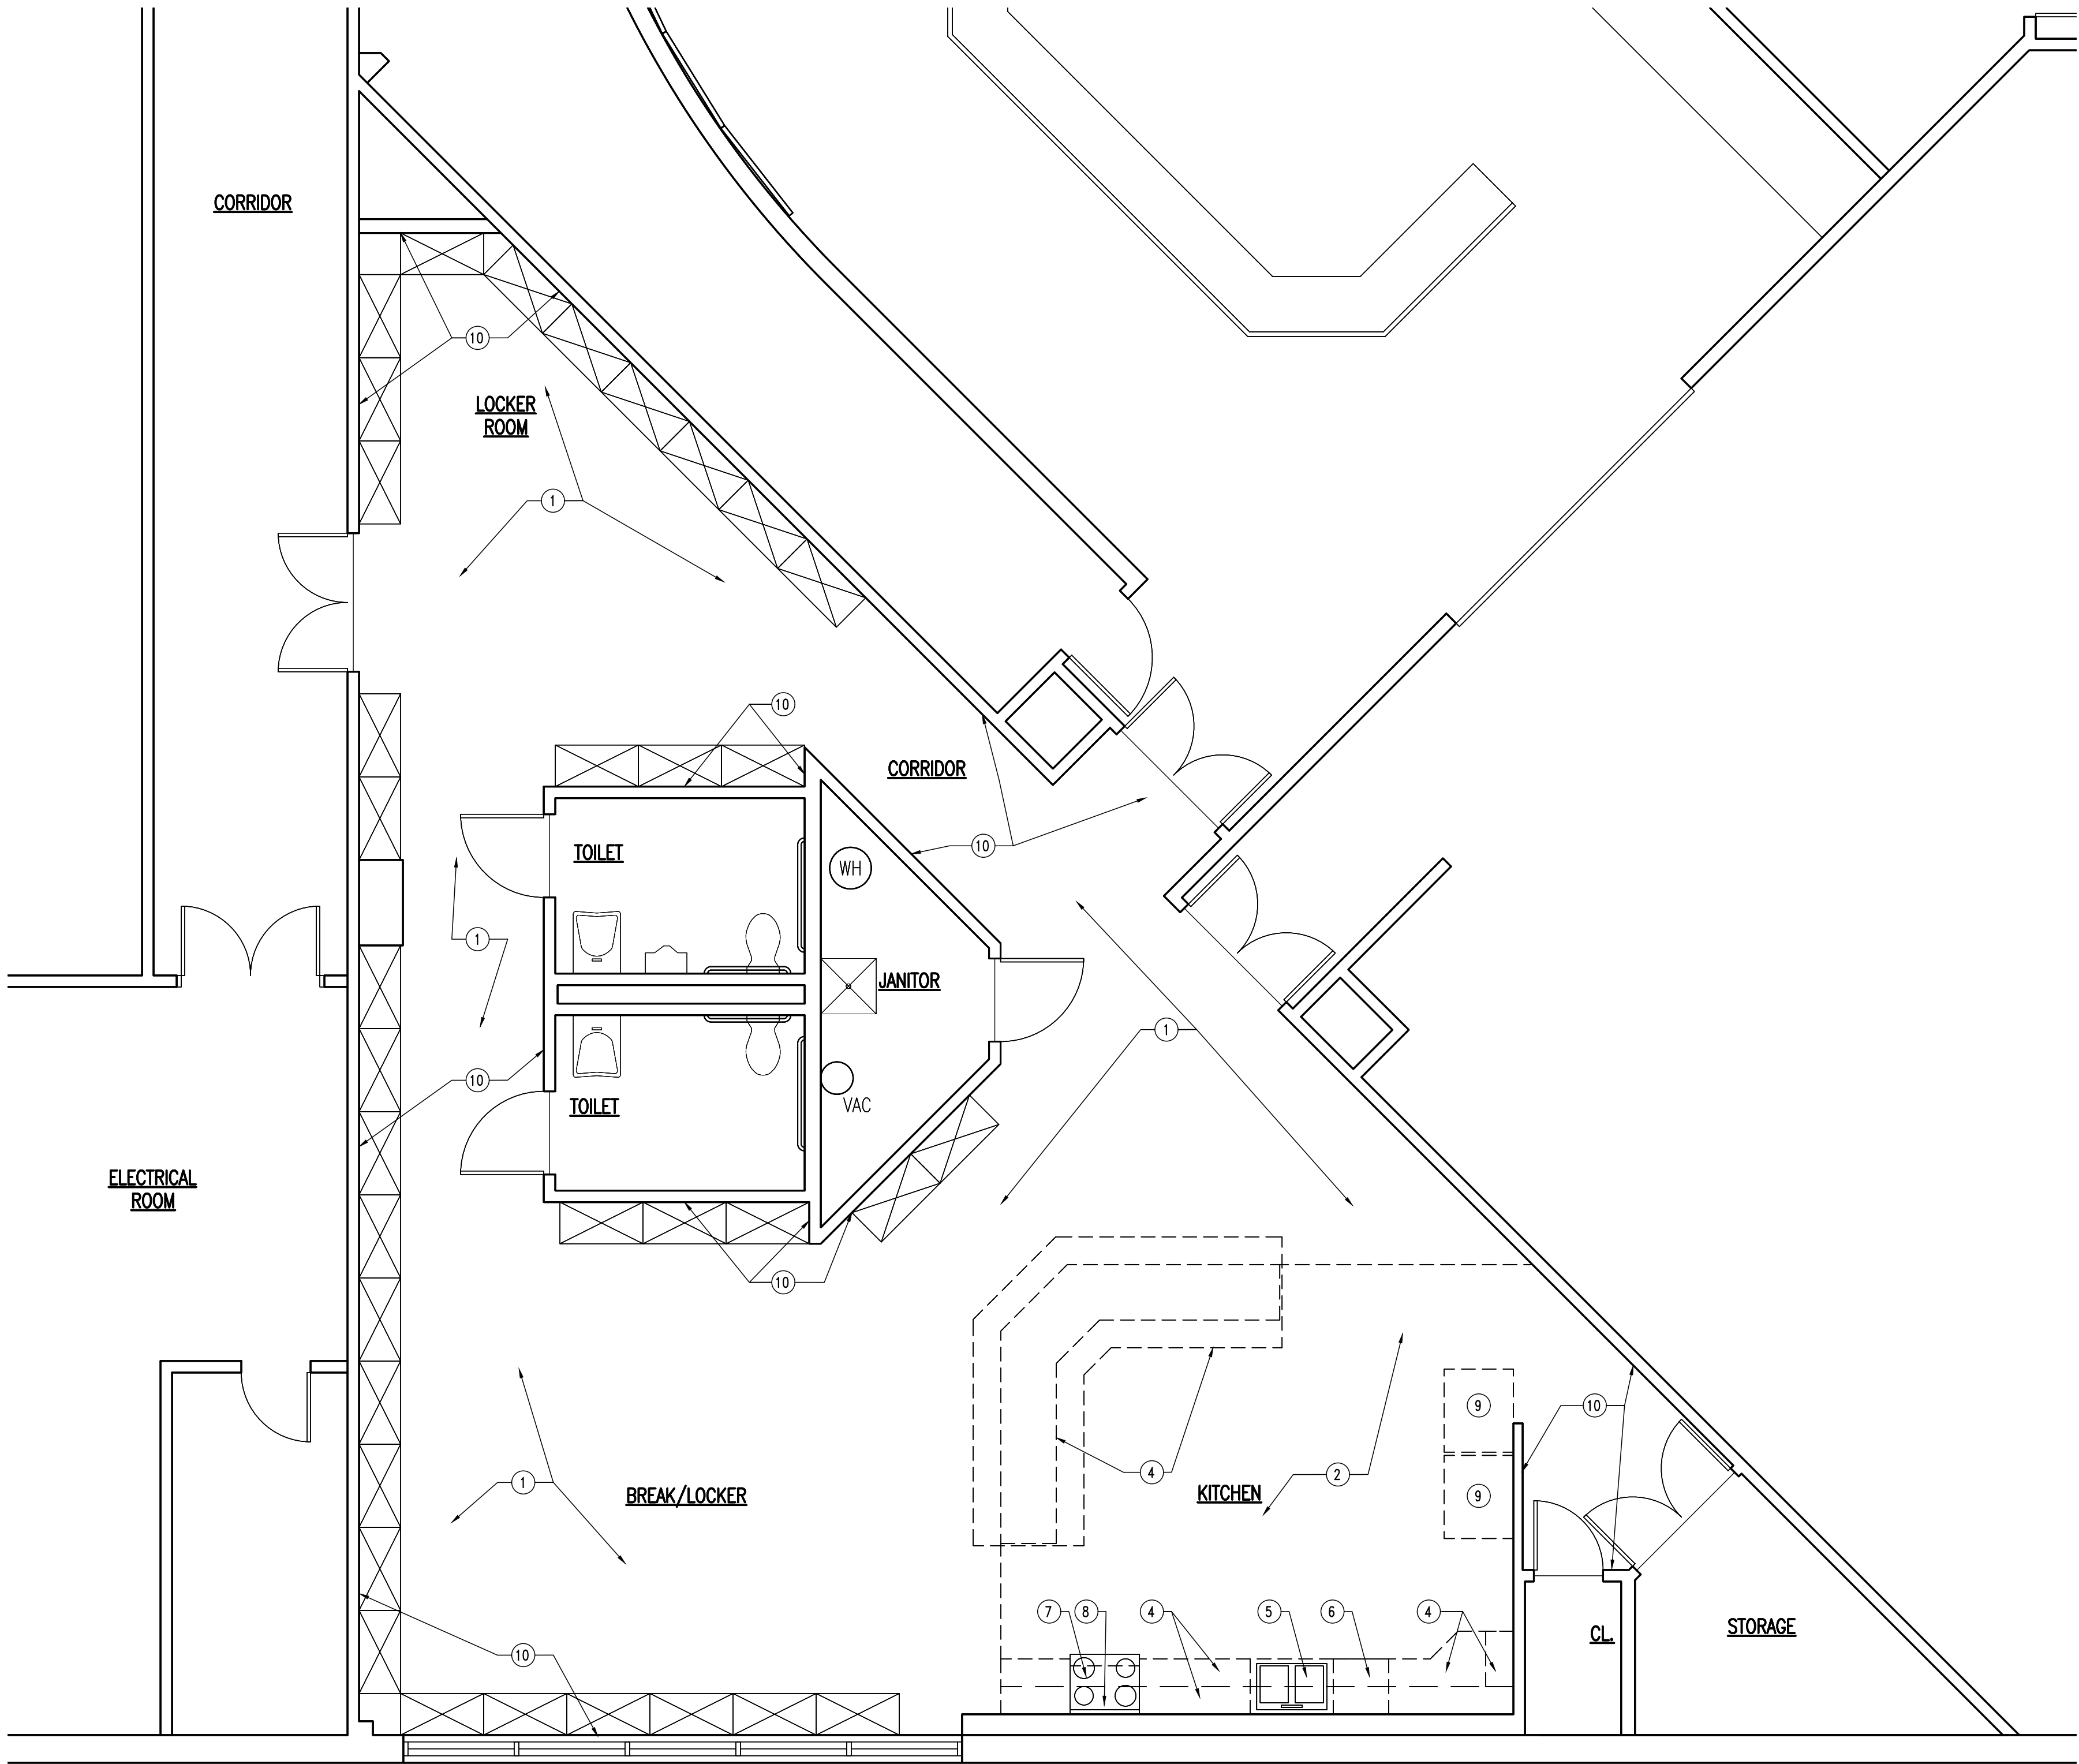 CORRIDOR
10
LOCKER
ROOM
1
10
CORRIDOR
10
TOILET
WH
1
JANITOR
1
10
VAC
TOILET
ELECTRICAL
ROOM
10
9
10
4
2
1
KITCHEN
9
BREAK/LOCKER
7
8
4
5
6
4
STORAGE
CL.
10